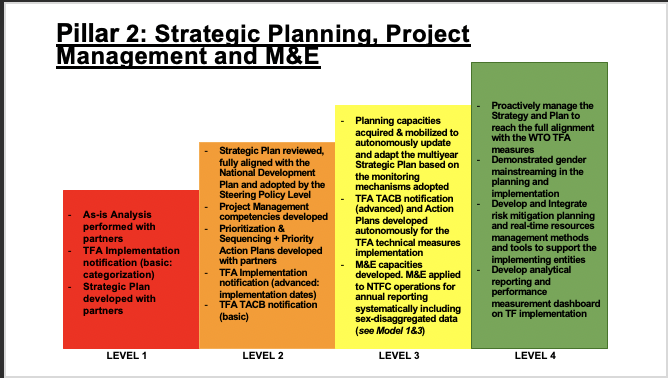 Pillar 2: Strategic Planning, Project
Management and M&E
- As-is Analysis
performed with
partners
- TFA Implementation
notification (basic:
categorization)
- Strategic Plan
developed with
partners
LEVEL 1
- Strategic Plan reviewed,
fully aligned with the
National Development
Plan and adopted by the
Steering Policy Level
- Project Management
competencies developed
- Prioritization &
Sequencing + Priority
Action Plans developed
with partners
- TFA Implementation
notification (advanced:
implementation dates)
- TFA TACB notification
(basic)
LEVEL 2
- Planning capacities
acquired & mobilized to
autonomously update
and adapt the multiyear
Strategic Plan based on
the monitoring
mechanisms adopted
- TFA TACB notification
(advanced) and Action
Plans developed
autonomously for the
TFA technical measures
implementation
- M&E capacities
developed. M&E applied
to NTFC operations for
annual reporting
systematically including
sex-disaggregated data
(see Model 1&3)
LEVEL 3
- Proactively manage the
Strategy and Plan to
reach the full alignment
with the WTO TFA
measures
- Demonstrated gender
mainstreaming in the
planning and
implementation
- Develop and Integrate
risk mitigation planning
and real-time resources
management methods
and tools to support the
implementing entities
- Develop analytical
reporting and
performance
measurement dashboard
on TF implementation
LEVEL 4